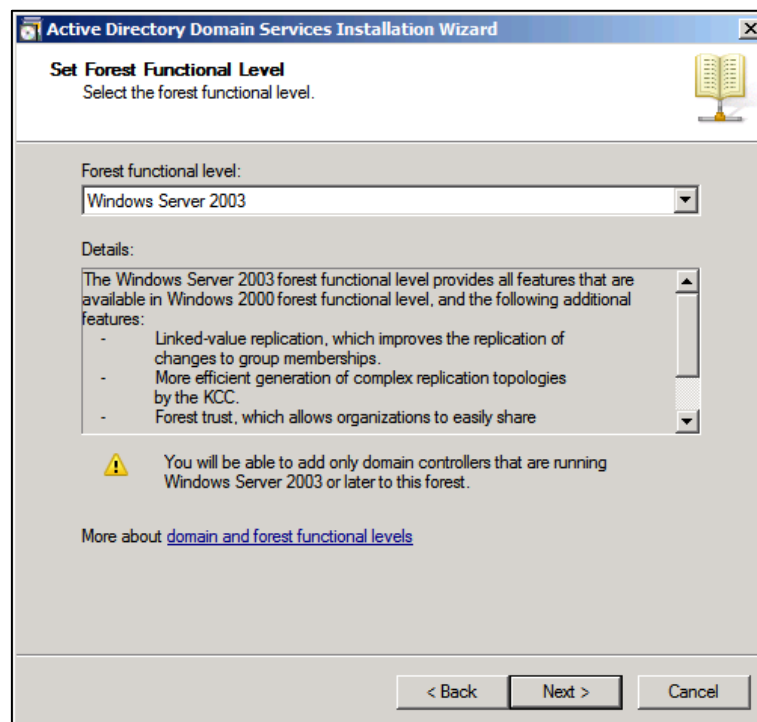 Active Directory Domain Services Installation Wizard
Set Forest Functional Level
Select the forest functional level.
Forest functional level:
Windows Server 2003
Details:
The Windows Server 2003 forest functional level provides all features that are
available in Windows 2000 forest functional level, and the following additional
features:
- Linked-value replication, which improves the replication of
changes to group memberships.
- More efficient generation of complex replication topologies
by the KCC.
- Forest trust, which allows organizations to easily share
You will be able to add only domain controllers that are running
Windows Server 2003 or later to this forest.
More about domain and forest functional levels
< Back Next > Cancel